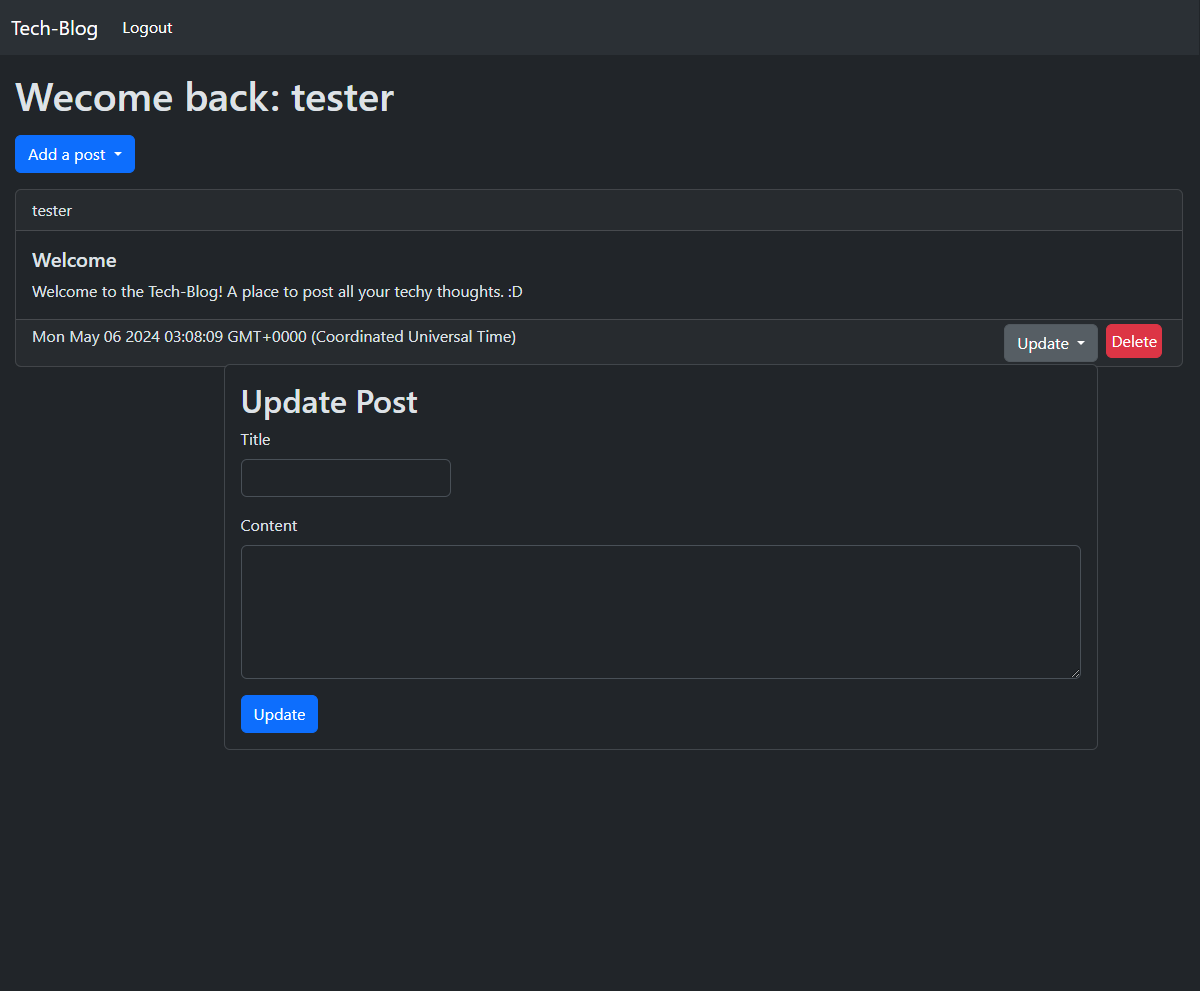 Tech-Blog Logout
Wecome back: tester
Add a post
tester
Welcome
Welcome to the Tech-Blog! A place to post all your techy thoughts. :D
Mon May 06 2024 03:08:09 GMT+0000 (Coordinated Universal Time) Update Delete
Update Post
Title
Content
Update